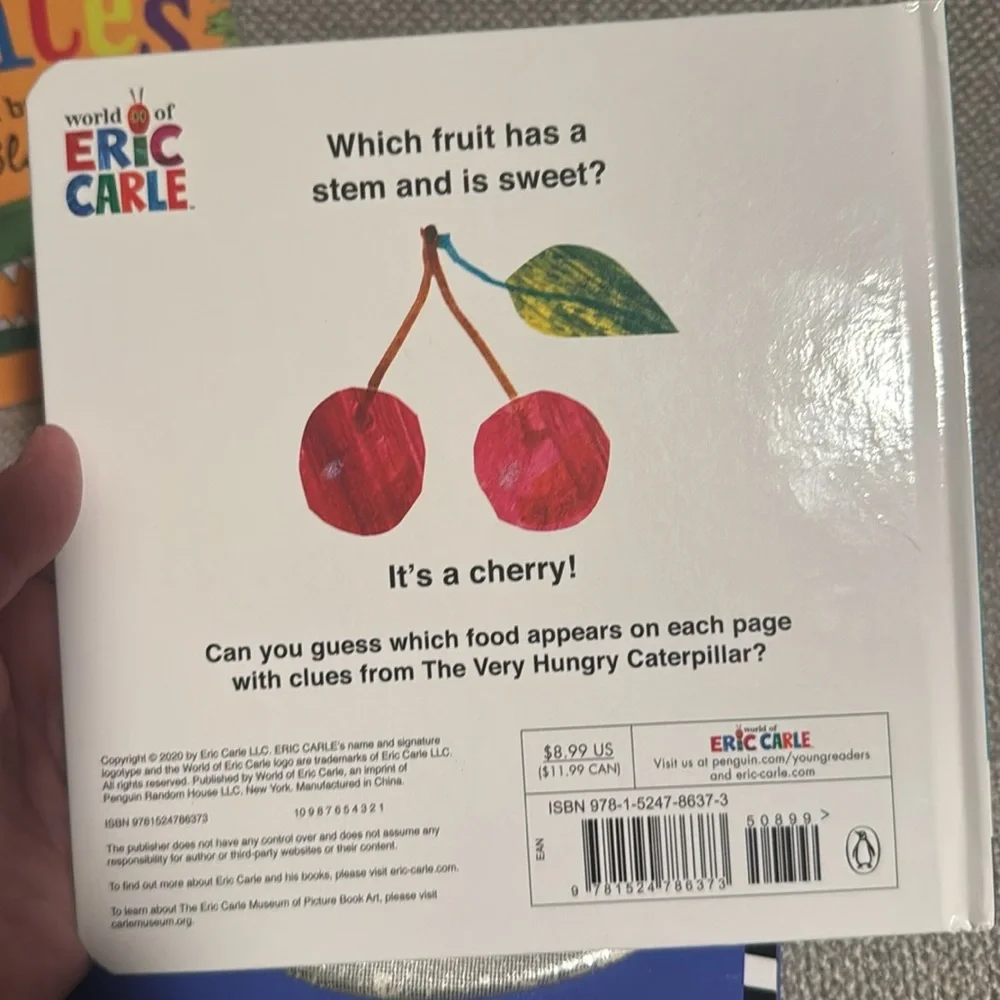 world of
ERIC
CARLE™
Which fruit has a
stem and is sweet?
It's a cherry!
Can you guess which food appears on each page
with clues from The Very Hungry Caterpillar?
Copyright © 2020 by Eric Carle LLC. ERIC CARLE's name and signature
logotype and the World of Eric Carle logo are trademarks of Eric Carle LLC.
All rights reserved. Published by World of Eric Carle, an imprint of
Penguin Random House LLC, New York. Manufactured in China.
ISBN 9781524786373
10 9 8 7 6 5 4 3 2 1
The publisher does not have any control over and does not assume any
responsibility for author or third-party websites or their content.
To find out more about Eric Carle and his books, please visit eric-carle.com.
To learn about The Eric Carle Museum of Picture Book Art, please visit
carlemuseum.org.
$8.99 US
($11.99 CAN)
world of
ERIC CARLE
Visit us at penguin.com/youngreaders
and eric-carle.com
ISBN 978-1-5247-8637-3
EAN
50899>
9 781524 786373